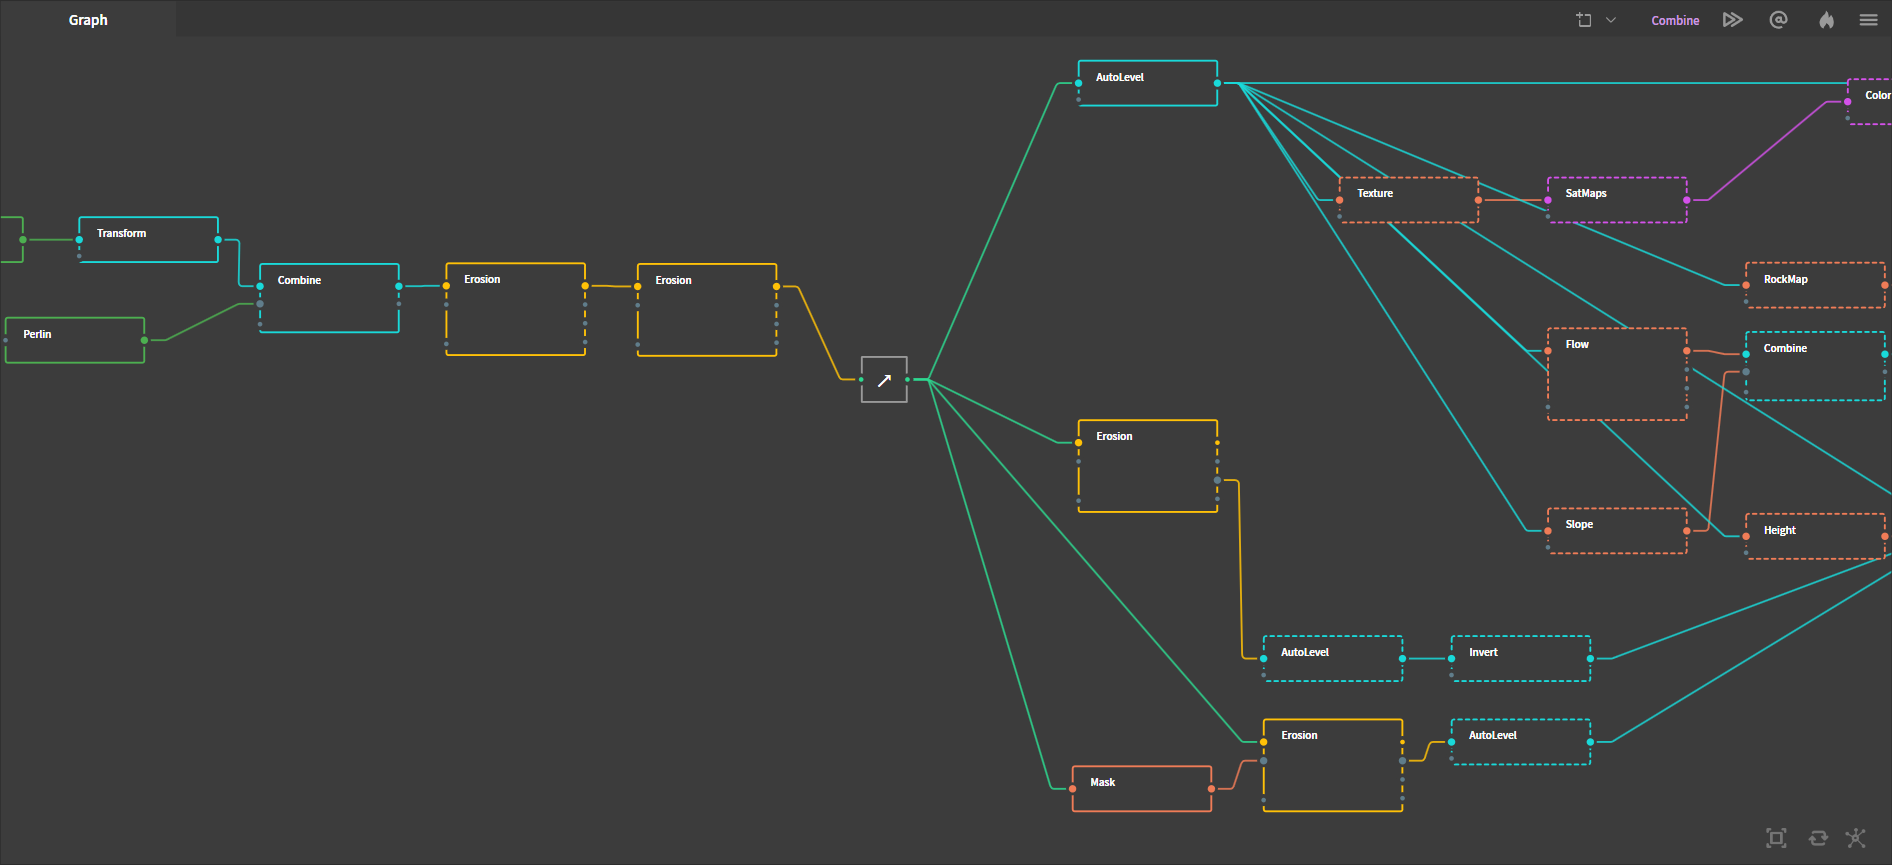 Graph
Combine
AutoLevel
Color
Texture
SatMaps
Transform
Combine
Erosion
Erosion
RockMap
Perlin
Flow
Combine
Erosion
Slope
Height
AutoLevel
Invert
Erosion
AutoLevel
Mask